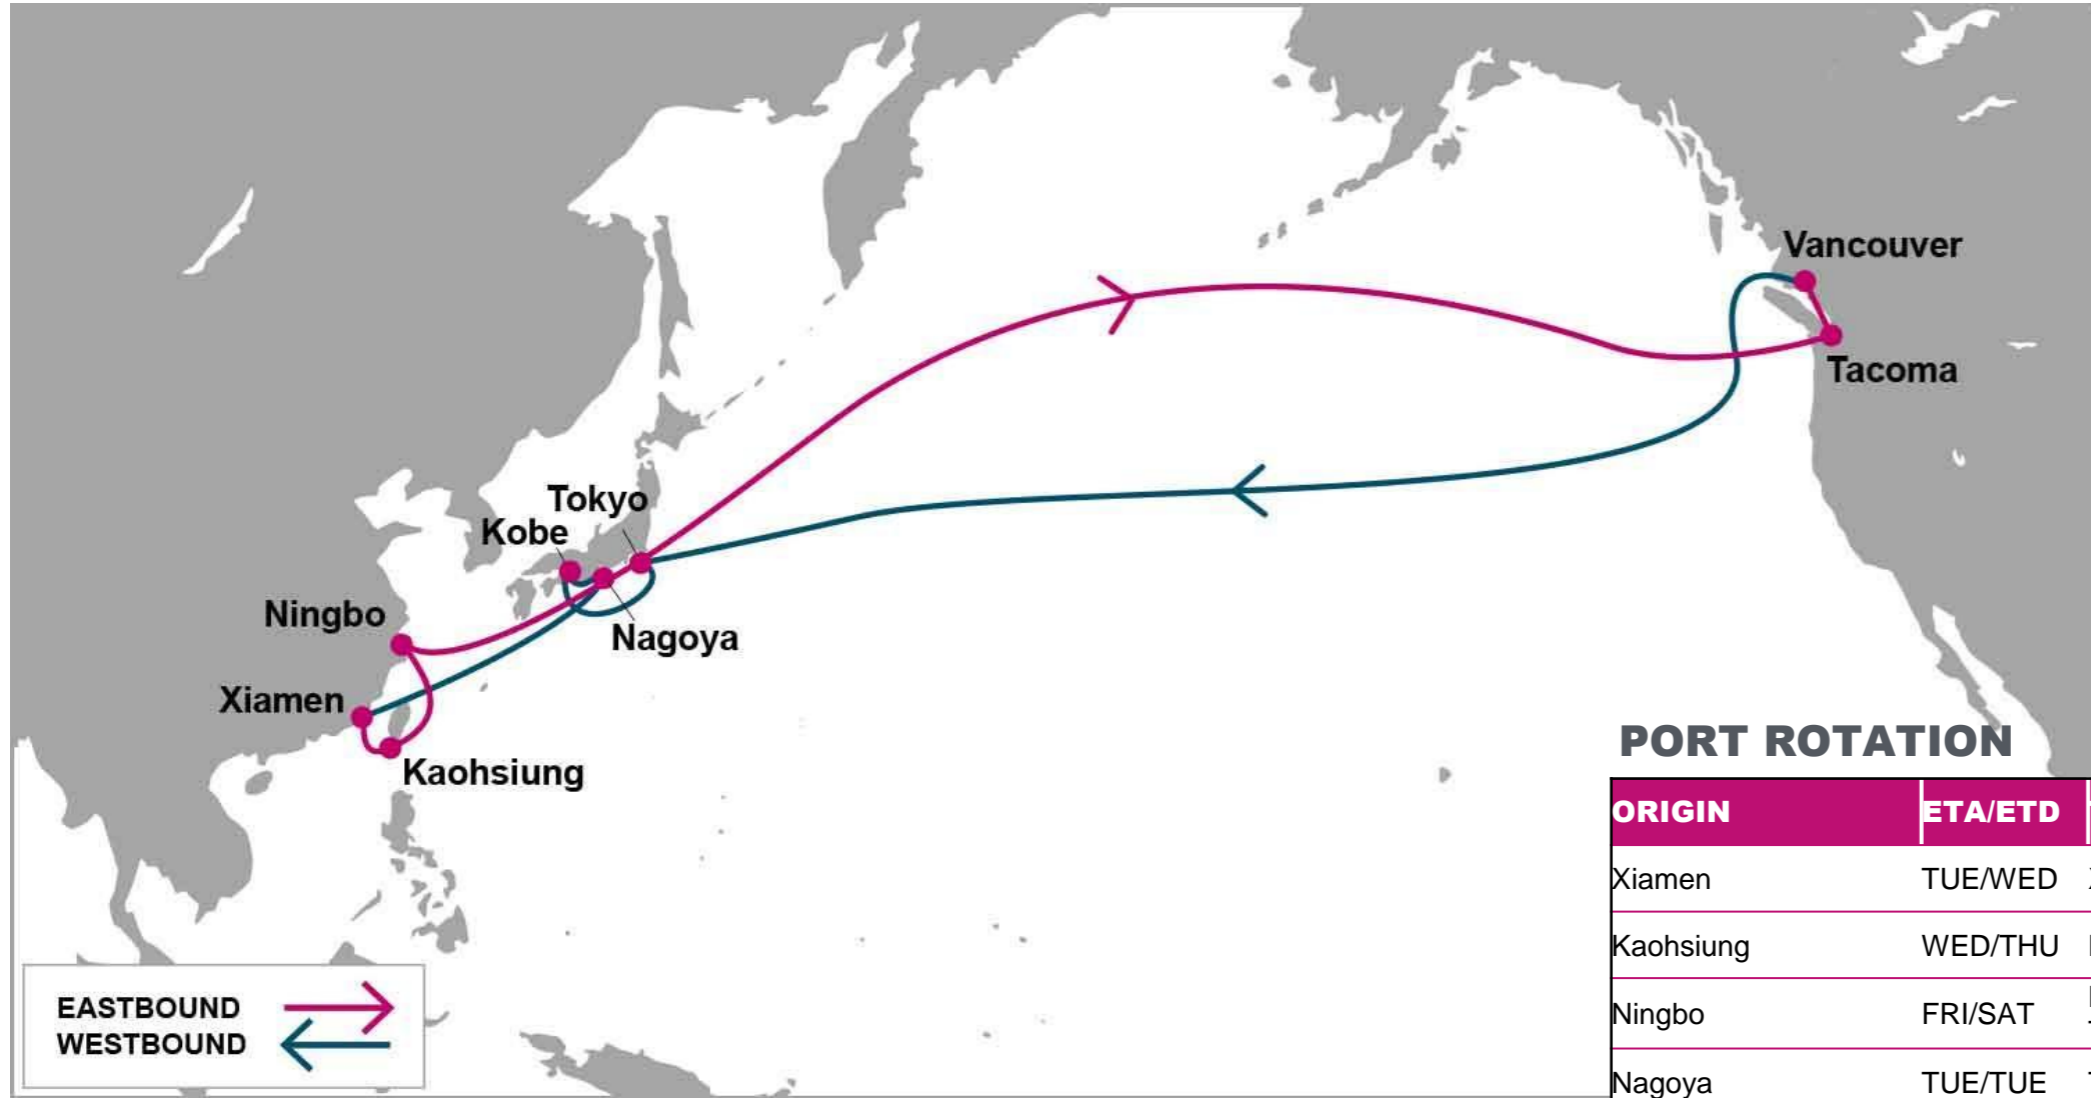 Vancouver
Tacoma
Tokyo
Kobe
Ningbo
Nagoya
Xiamen
Kaohsiung
EASTBOUND
WESTBOUND
PORT ROTATION
ORIGIN ETA/ETD
Xiamen TUE/WED
Kaohsiung WED/THU
Ningbo FRI/SAT
Nagoya TUE/TUE